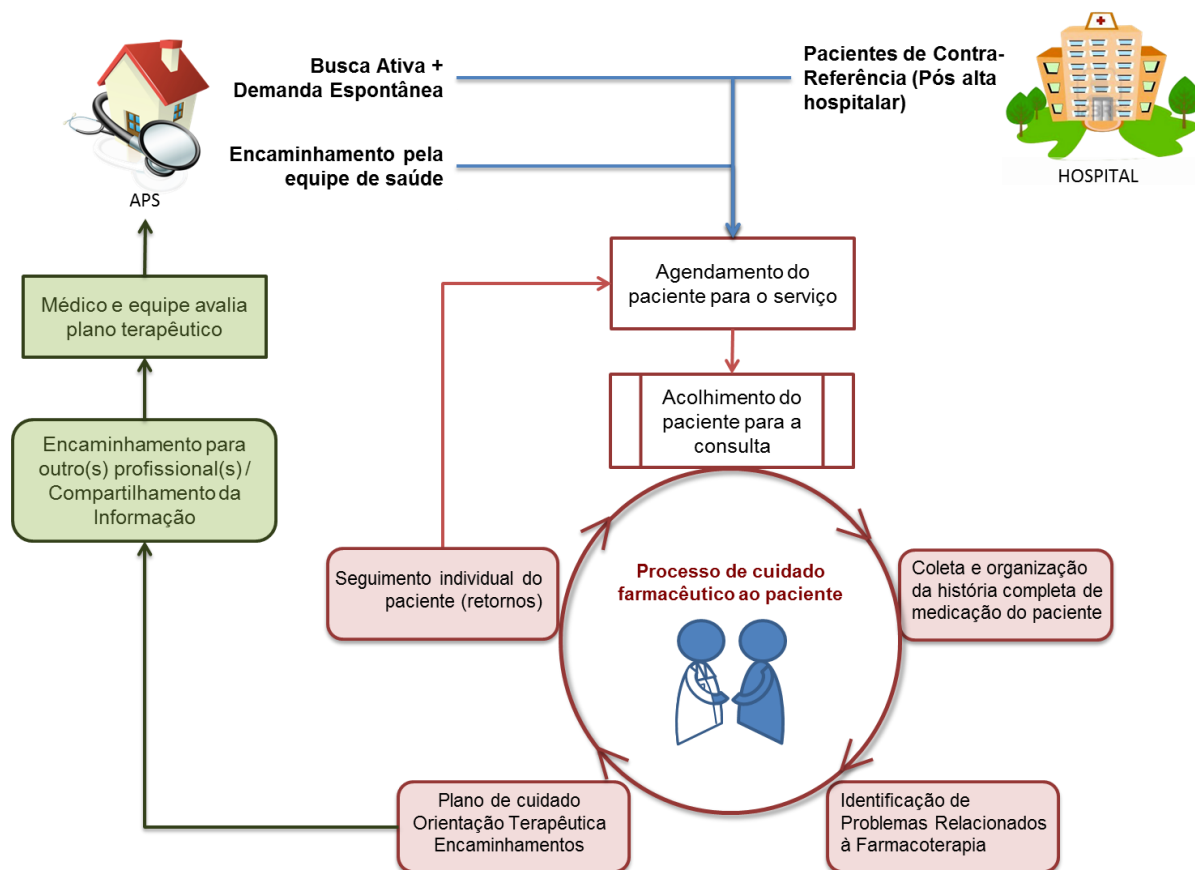 Busca Ativa +
Demanda Espontânea
Pacientes de Contra-
Referência (Pós alta
hospitalar)
Encaminhamento pela
equipe de saúde
APS
HOSPITAL
Agendamento do
paciente para o serviço
Médico e equipe avalia
plano terapêutico
Acolhimento do
paciente para a
consulta
Encaminhamento para
outro(s) profissional(s) /
Compartilhamento da
Informação
Seguimento individual do
paciente (retornos)
Processo de cuidado
farmacêutico ao paciente
Coleta e organização
da história completa de
medicação do paciente
Plano de cuidado
Orientação Terapêutica
Encaminhamentos
Identificação de
Problemas Relacionados
à Farmacoterapia